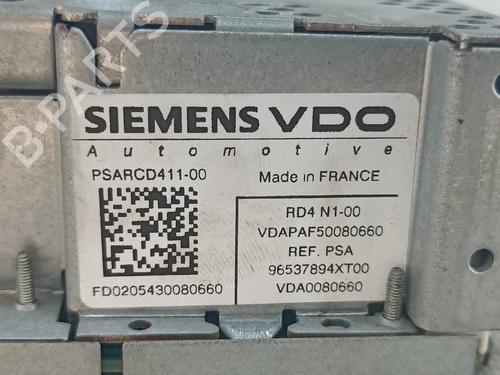 SIEMENS VDO
Automotive
PSARCD411-00
Made in FRANCE
RD4 N1-00
VDAPAF50080660
REF. PSA
96537894XT00
FD0205430080660
VDA0080660
B-PARTS